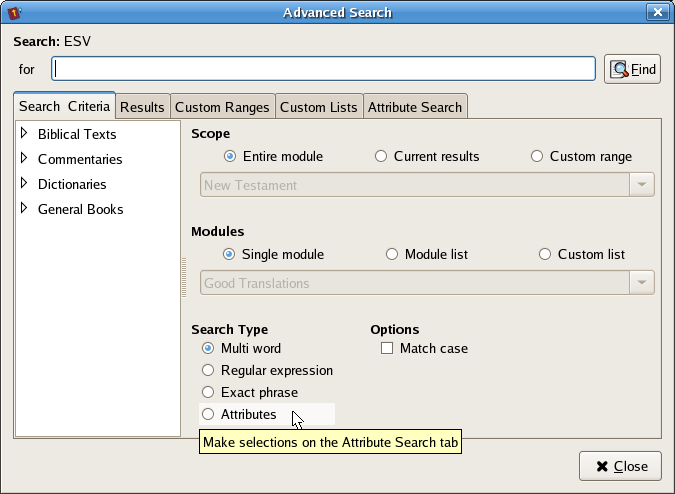 Advanced Search
Search: ESV
for
Find
Search Criteria Results Custom Ranges Custom Lists Attribute Search
Biblical Texts
Commentaries
Dictionaries
General Books
Scope
Entire module Current results Custom range
New Testament
Modules
Single module Module list Custom list
Good Translations
Search Type Options
Multi word Match case
Regular expression
Exact phrase
Attributes
Make selections on the Attribute Search tab
Close